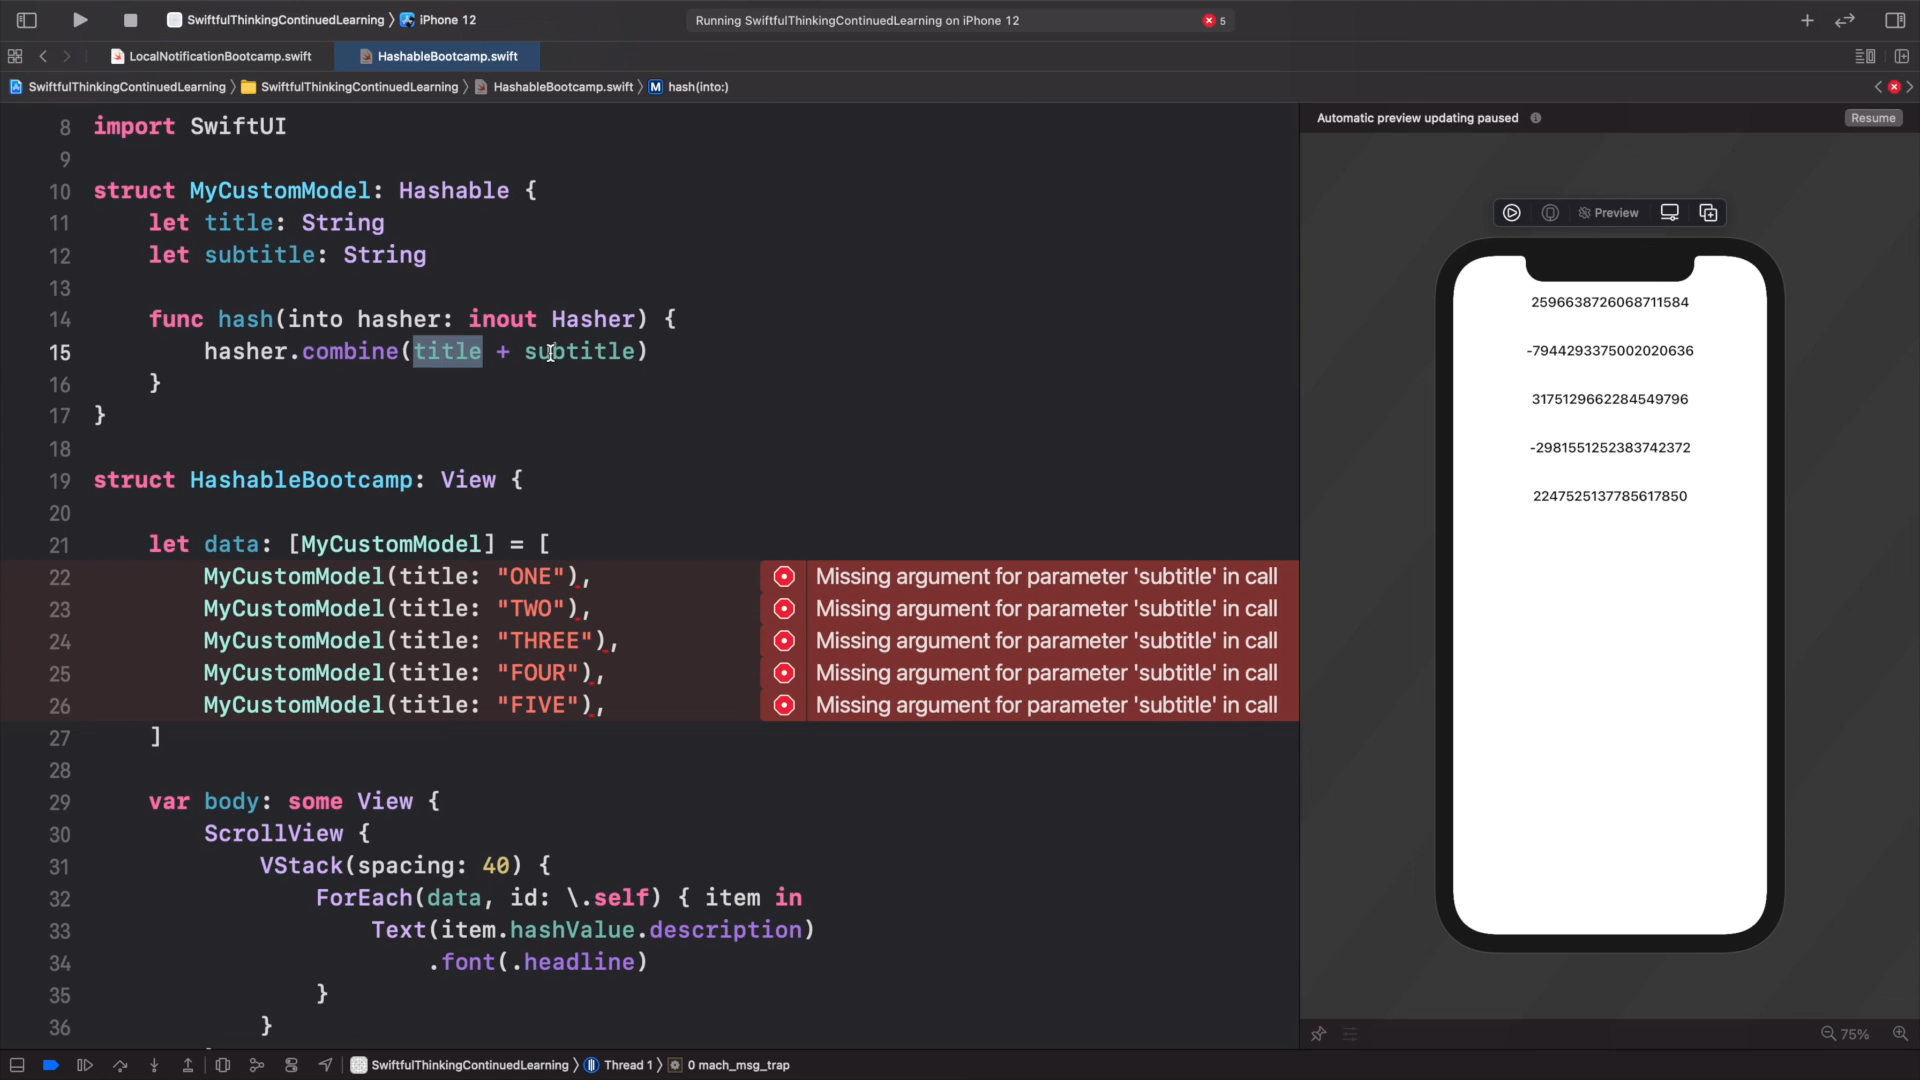 SwiftfulThinkingContinuedLearning 〉 iPhone 12
Running SwiftfulThinkingContinuedLearning on iPhone 12
5
LocalNotificationBootcamp.swift
HashableBootcamp.swift
SwiftfulThinkingContinuedLearning 〉 SwiftfulThinkingContinuedLearning 〉 HashableBootcamp.swift 〉 M hash(into:)
8 import SwiftUI
9
10 struct MyCustomModel: Hashable {
11 let title: String
12 let subtitle: String
13
14 func hash(into hasher: inout Hasher) {
15 hasher.combine(title + subtitle)
16 }
17 }
18
19 struct HashableBootcamp: View {
20
21 let data: [MyCustomModel] = [
22 MyCustomModel(title: "ONE"), Missing argument for parameter 'subtitle' in call
23 MyCustomModel(title: "TWO"), Missing argument for parameter 'subtitle' in call
24 MyCustomModel(title: "THREE"), Missing argument for parameter 'subtitle' in call
25 MyCustomModel(title: "FOUR"), Missing argument for parameter 'subtitle' in call
26 MyCustomModel(title: "FIVE"), Missing argument for parameter 'subtitle' in call
27 ]
28
29 var body: some View {
30 ScrollView {
31 VStack(spacing: 40) {
32 ForEach(data, id: \.self) { item in
33 Text(item.hashValue.description)
34 .font(.headline)
35 }
36 }
Automatic preview updating paused
Resume
Preview
2596638726068711584
-7944293375002020636
3175129662284549796
-2981551252383742372
2247525137785617850
75%
SwiftfulThinkingContinuedLearning 〉 Thread 1 〉 0 mach_msg_trap